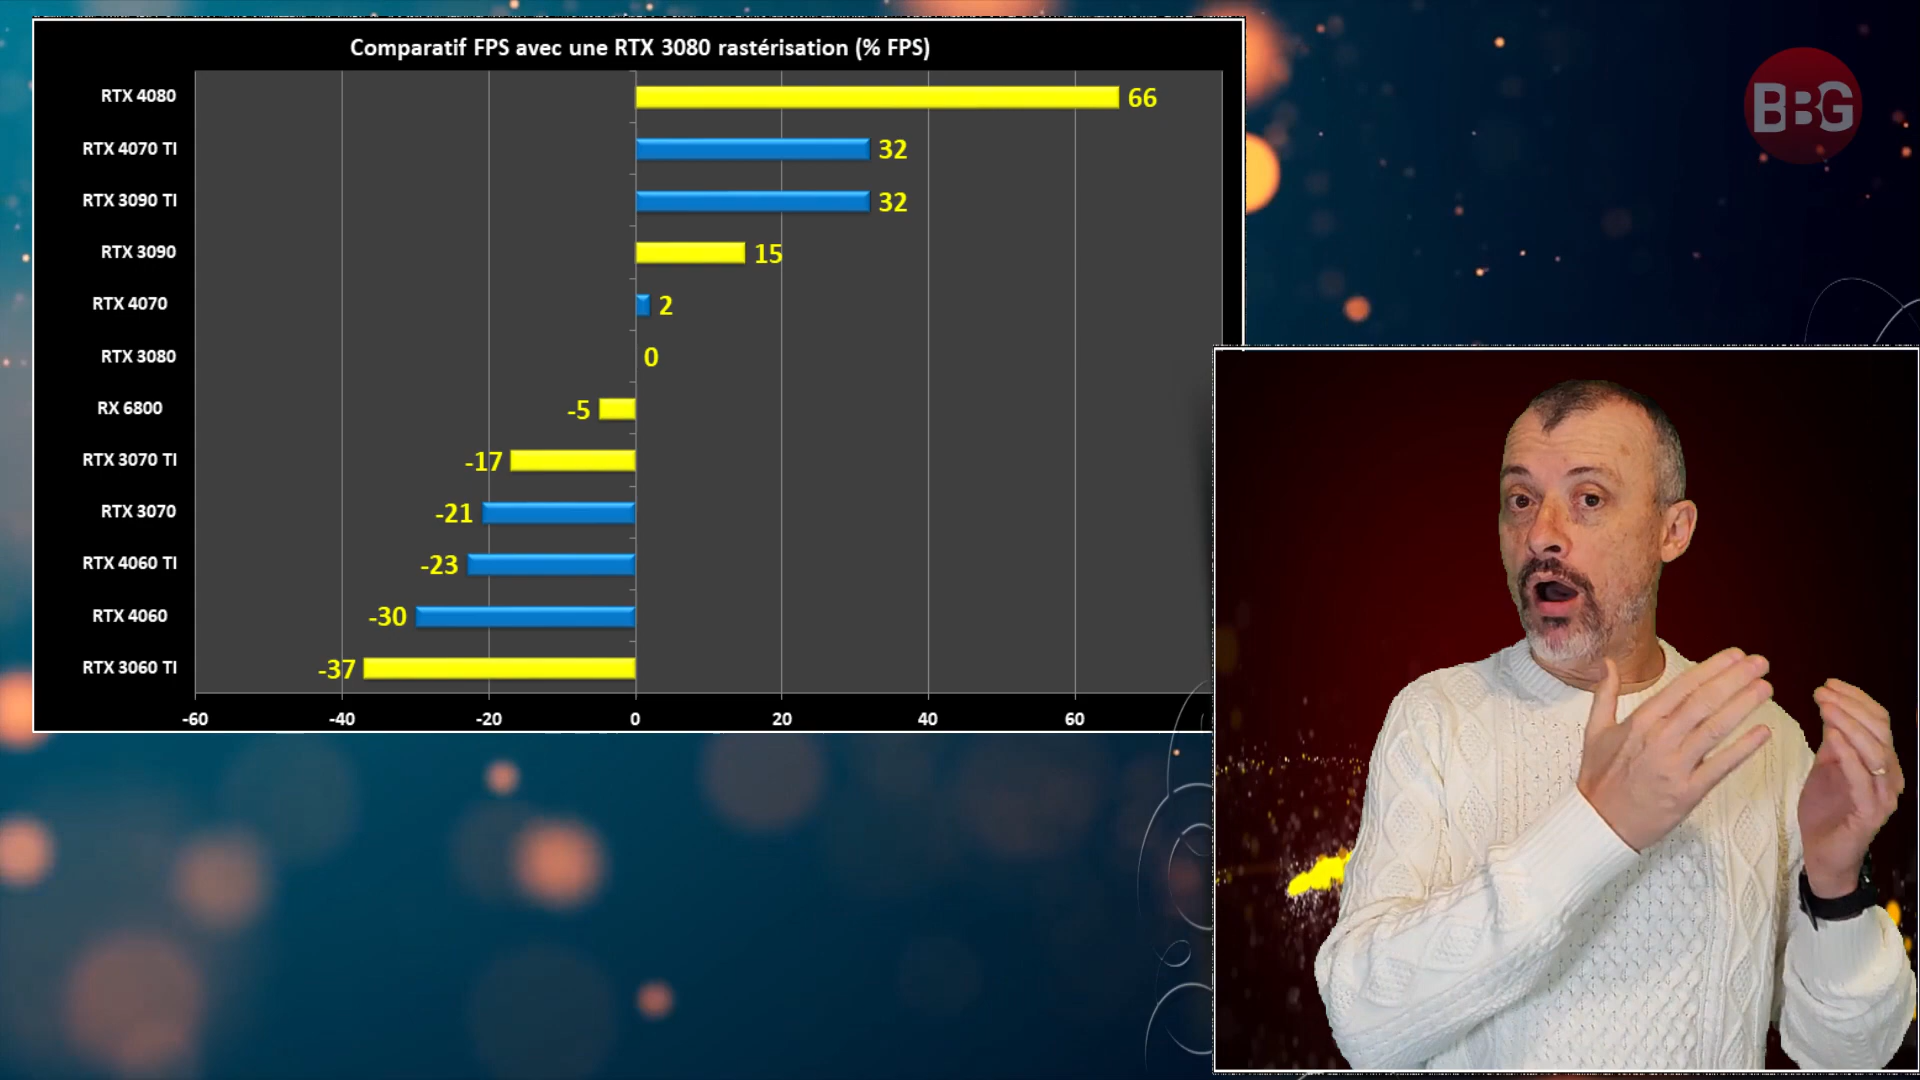 Comparatif FPS avec une RTX 3080 rastérisation (% FPS)
RTX 4080 66
RTX 4070 TI 32
RTX 3090 TI 32
RTX 3090 15
RTX 4070 2
RTX 3080 0
RX 6800 -5
RTX 3070 TI -17
RTX 3070 -21
RTX 4060 TI -23
RTX 4060 -30
RTX 3060 TI -37
-60 -40 -20 0 20 40 60
BBG